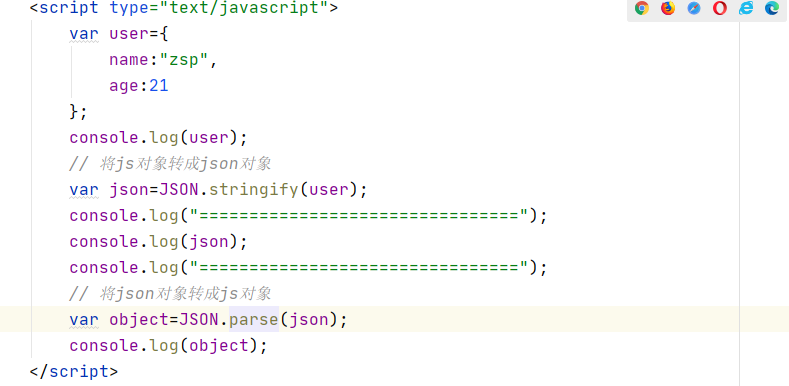 <script type="text/javascript">
    var user={
        name:"zsp",
        age:21
    };
    console.log(user);
    // 将js对象转成json对象
    var json=JSON.stringify(user);
    console.log("================================");
    console.log(json);
    console.log("================================");
    // 将json对象转成js对象
    var object=JSON.parse(json);
    console.log(object);
</script>